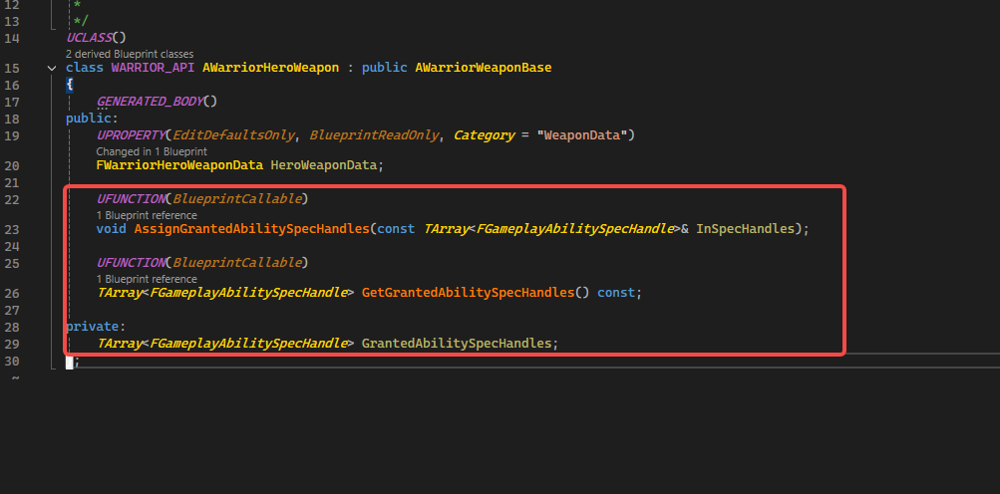 12 *
13 */
14 UCLASS()
2 derived Blueprint classes
15 class WARRIOR_API AWarriorHeroWeapon : public AWarriorWeaponBase
16 {
17 GENERATED_BODY()
18 public:
19 UPROPERTY(EditDefaultsOnly, BlueprintReadOnly, Category = "WeaponData")
Changed in 1 Blueprint
20 FWarriorHeroWeaponData HeroWeaponData;
21
22 UFUNCTION(BlueprintCallable)
1 Blueprint reference
23 void AssignGrantedAbilitySpecHandles(const TArray<FGameplayAbilitySpecHandle>& InSpecHandles);
24
25 UFUNCTION(BlueprintCallable)
1 Blueprint reference
26 TArray<FGameplayAbilitySpecHandle> GetGrantedAbilitySpecHandles() const;
27
28 private:
29 TArray<FGameplayAbilitySpecHandle> GrantedAbilitySpecHandles;
30 ;